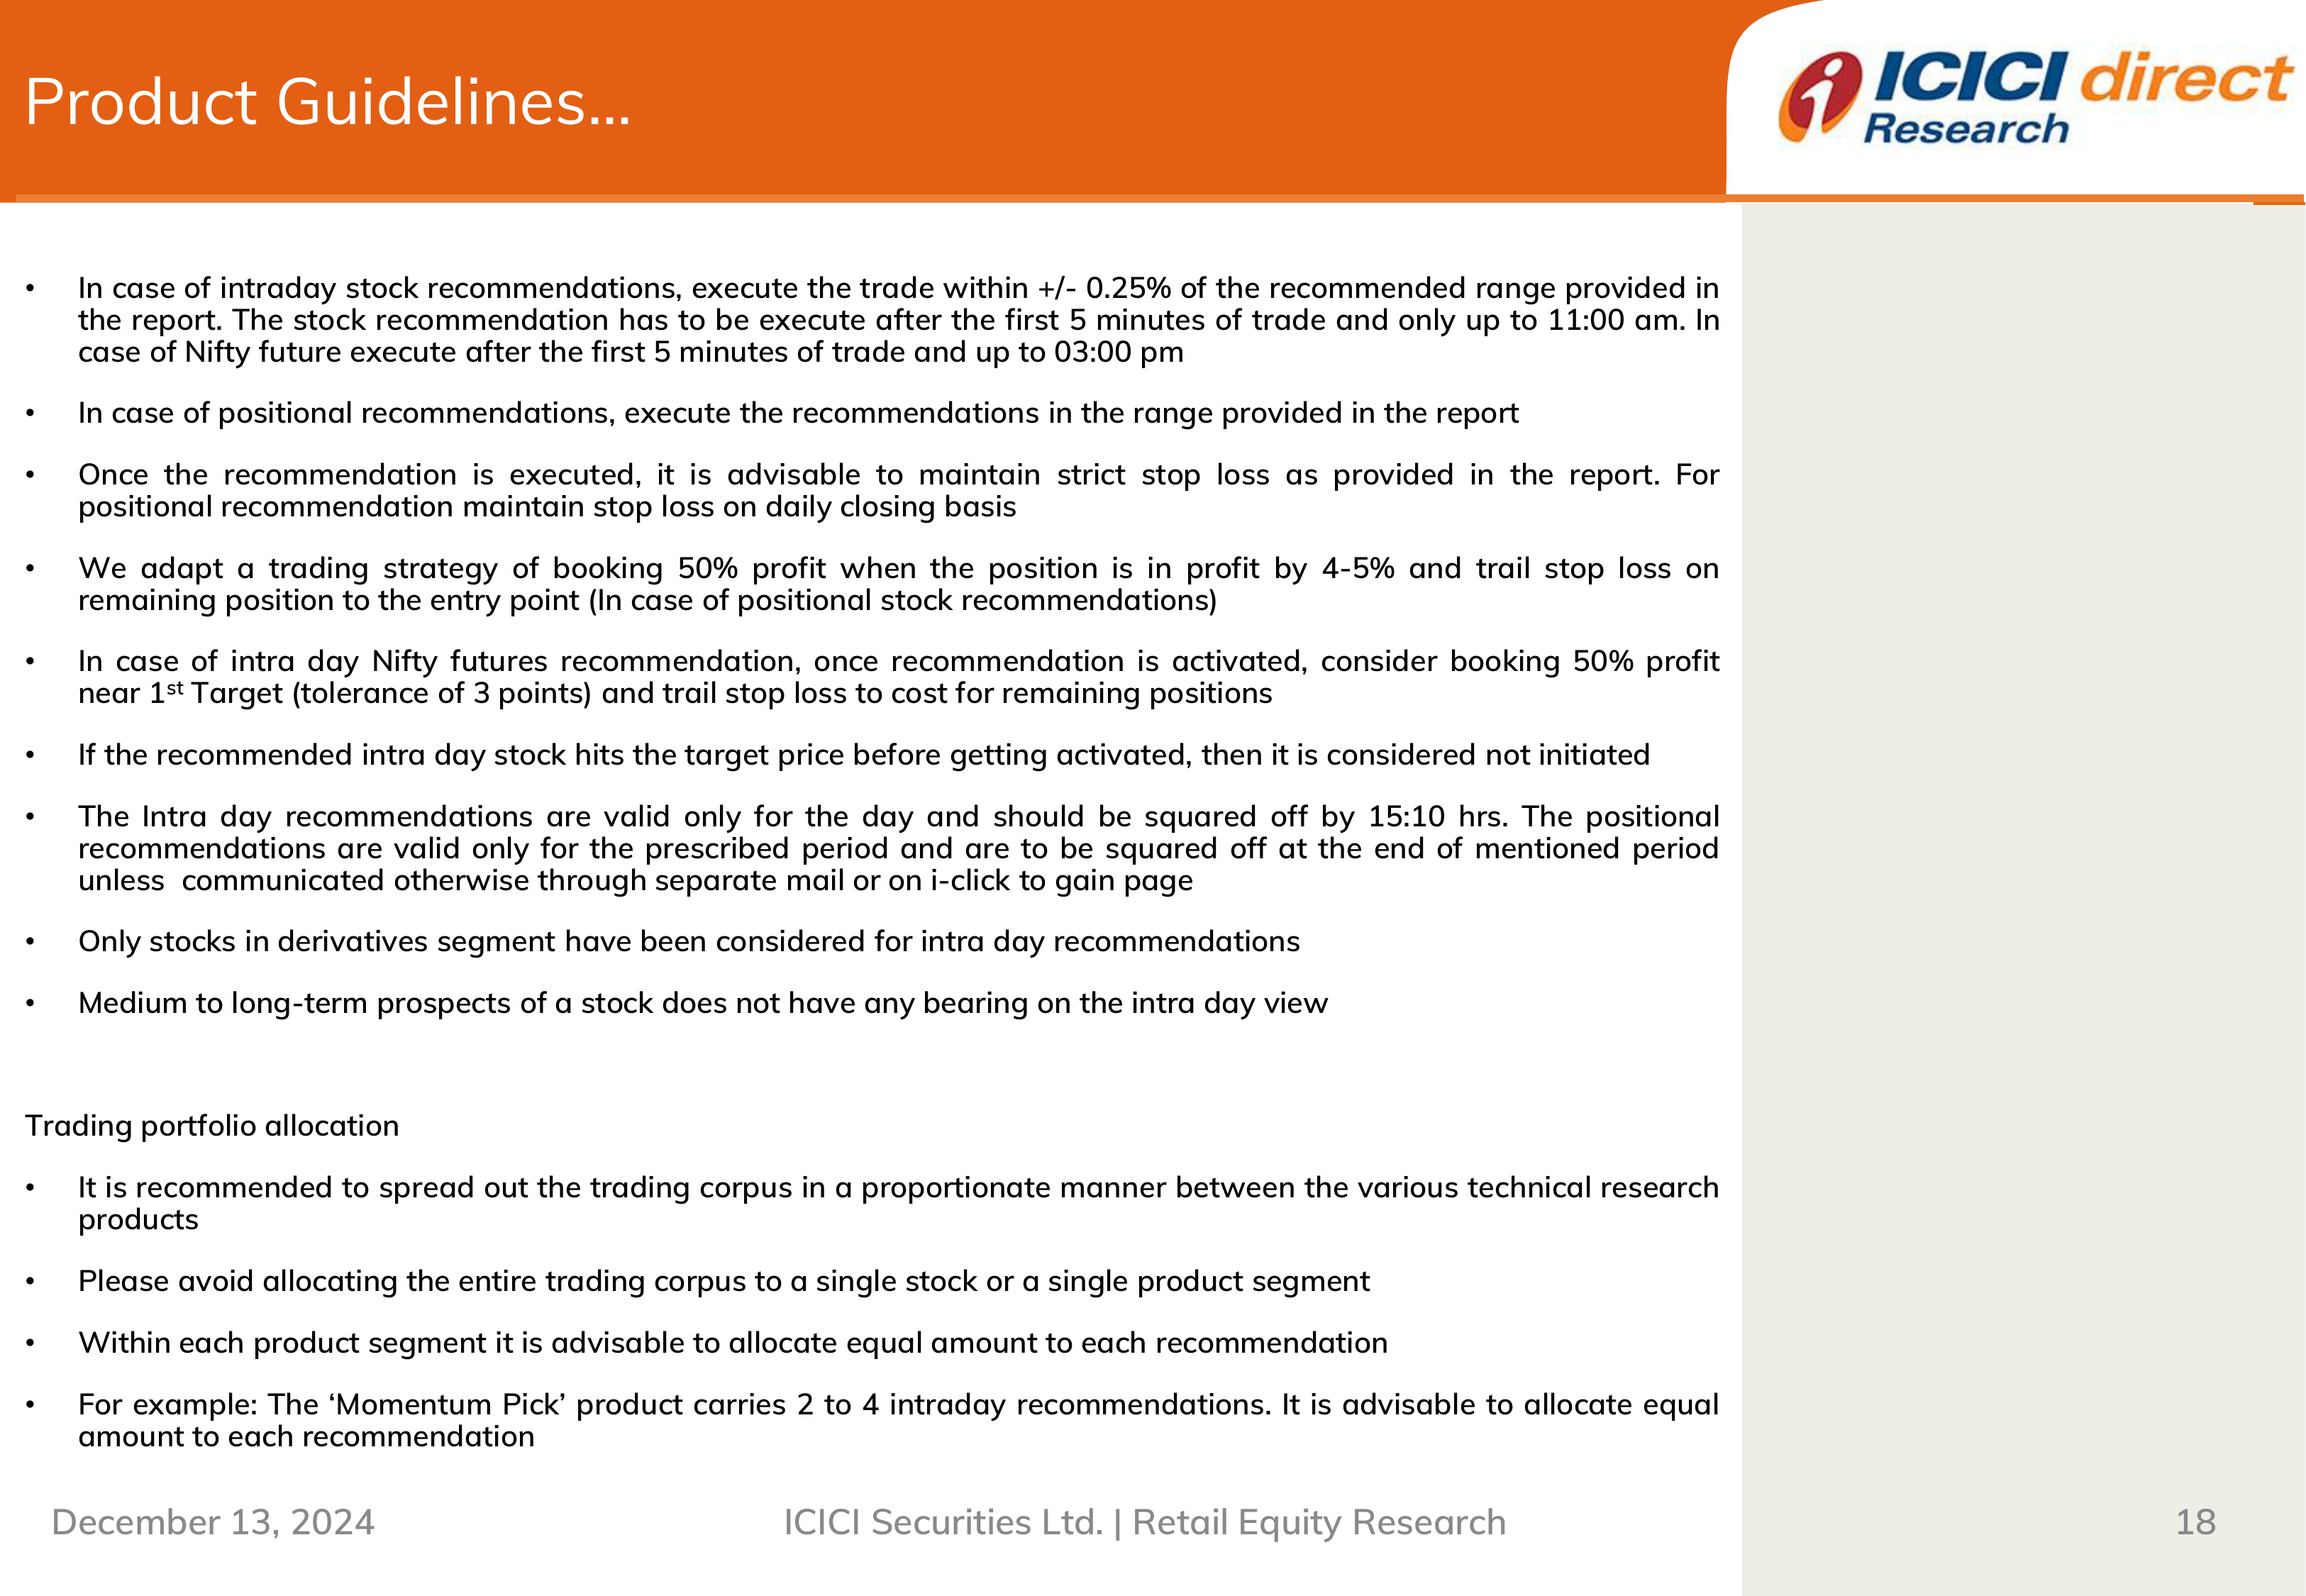 Product Guidelines...
ICICI direct
Research
• In case of intraday stock recommendations, execute the trade within +/- 0.25% of the recommended range provided in
the report. The stock recommendation has to be execute after the first 5 minutes of trade and only up to 11:00 am. In
case of Nifty future execute after the first 5 minutes of trade and up to 03:00 pm
• In case of positional recommendations, execute the recommendations in the range provided in the report
• Once the recommendation is executed, it is advisable to maintain strict stop loss as provided in the report. For
positional recommendation maintain stop loss on daily closing basis
• We adapt a trading strategy of booking 50% profit when the position is in profit by 4-5% and trail stop loss on
remaining position to the entry point (In case of positional stock recommendations)
• In case of intra day Nifty futures recommendation, once recommendation is activated, consider booking 50% profit
near 1st Target (tolerance of 3 points) and trail stop loss to cost for remaining positions
• If the recommended intra day stock hits the target price before getting activated, then it is considered not initiated
• The Intra day recommendations are valid only for the day and should be squared off by 15:10 hrs. The positional
recommendations are valid only for the prescribed period and are to be squared off at the end of mentioned period
unless  communicated otherwise through separate mail or on i-click to gain page
• Only stocks in derivatives segment have been considered for intra day recommendations
• Medium to long-term prospects of a stock does not have any bearing on the intra day view
Trading portfolio allocation
• It is recommended to spread out the trading corpus in a proportionate manner between the various technical research
products
• Please avoid allocating the entire trading corpus to a single stock or a single product segment
• Within each product segment it is advisable to allocate equal amount to each recommendation
• For example: The ‘Momentum Pick’ product carries 2 to 4 intraday recommendations. It is advisable to allocate equal
amount to each recommendation
December 13, 2024
ICICI Securities Ltd. | Retail Equity Research
18